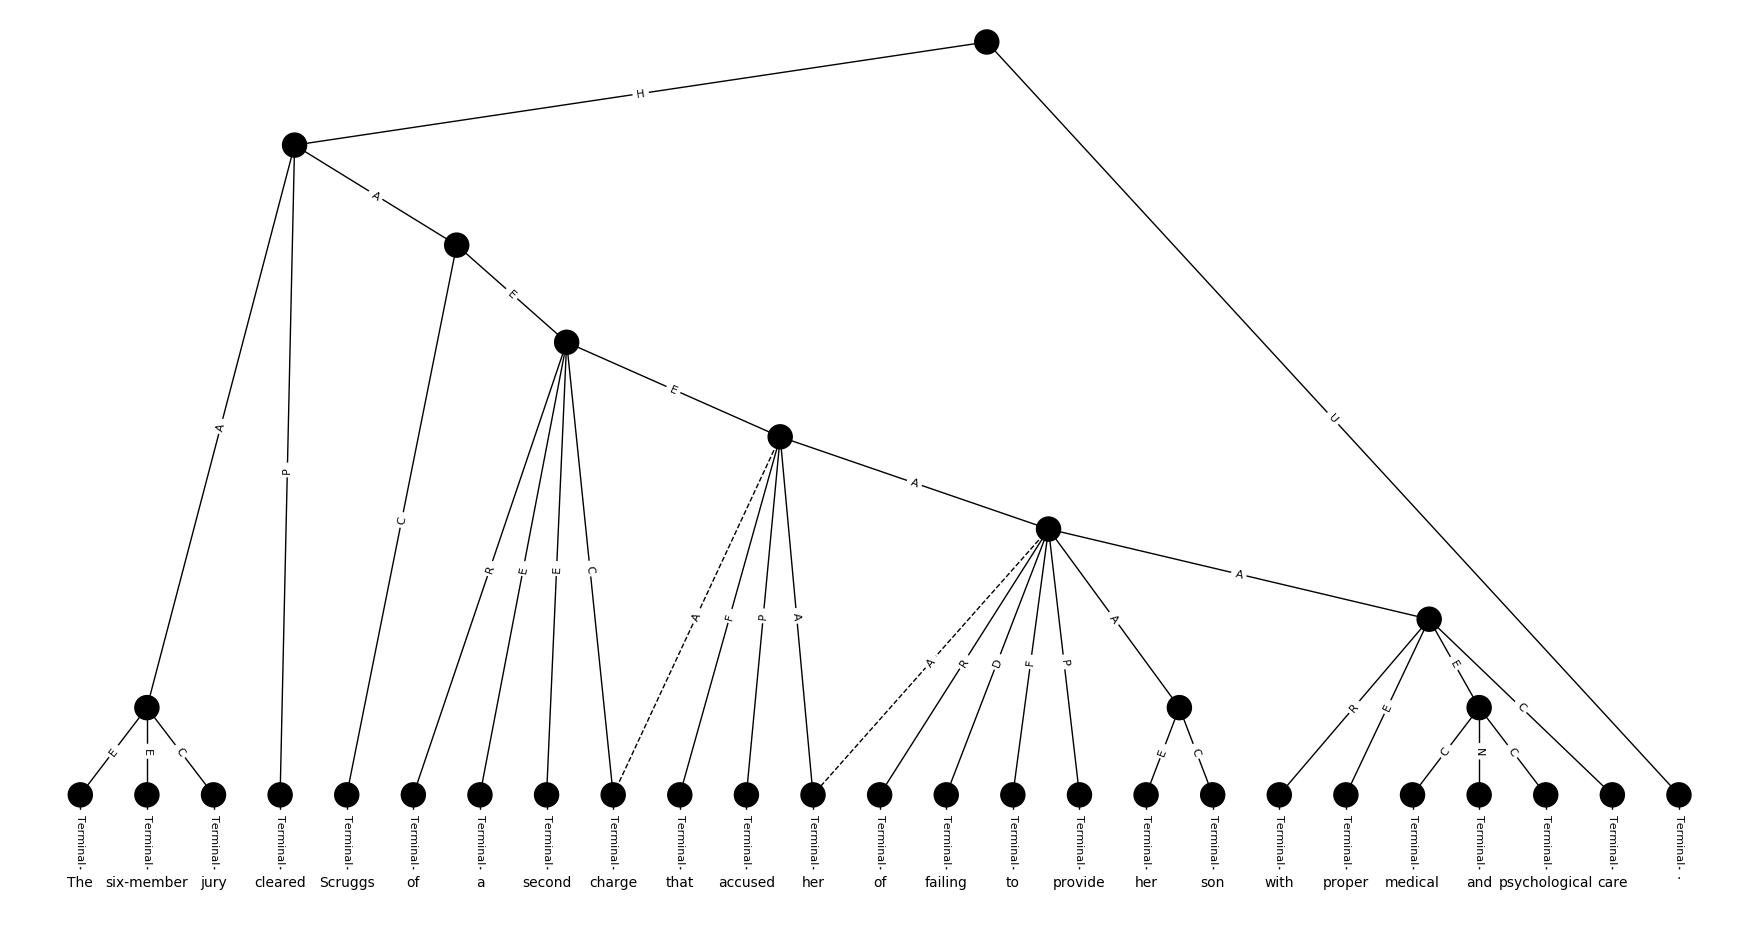 H
A
E
E
A
U
A
P
C
R E E C
A F P A
A
A R D F P
A
E
R E C
E E C
E C
C N C
Terminal Terminal Terminal Terminal Terminal Terminal Terminal Terminal Terminal Terminal Terminal Terminal Terminal Terminal Terminal Terminal Terminal Terminal Terminal Terminal Terminal Terminal Terminal Terminal Terminal
The six-member jury cleared Scruggs of a second charge that accused her of failing to provide her son with proper medical and psychological care .